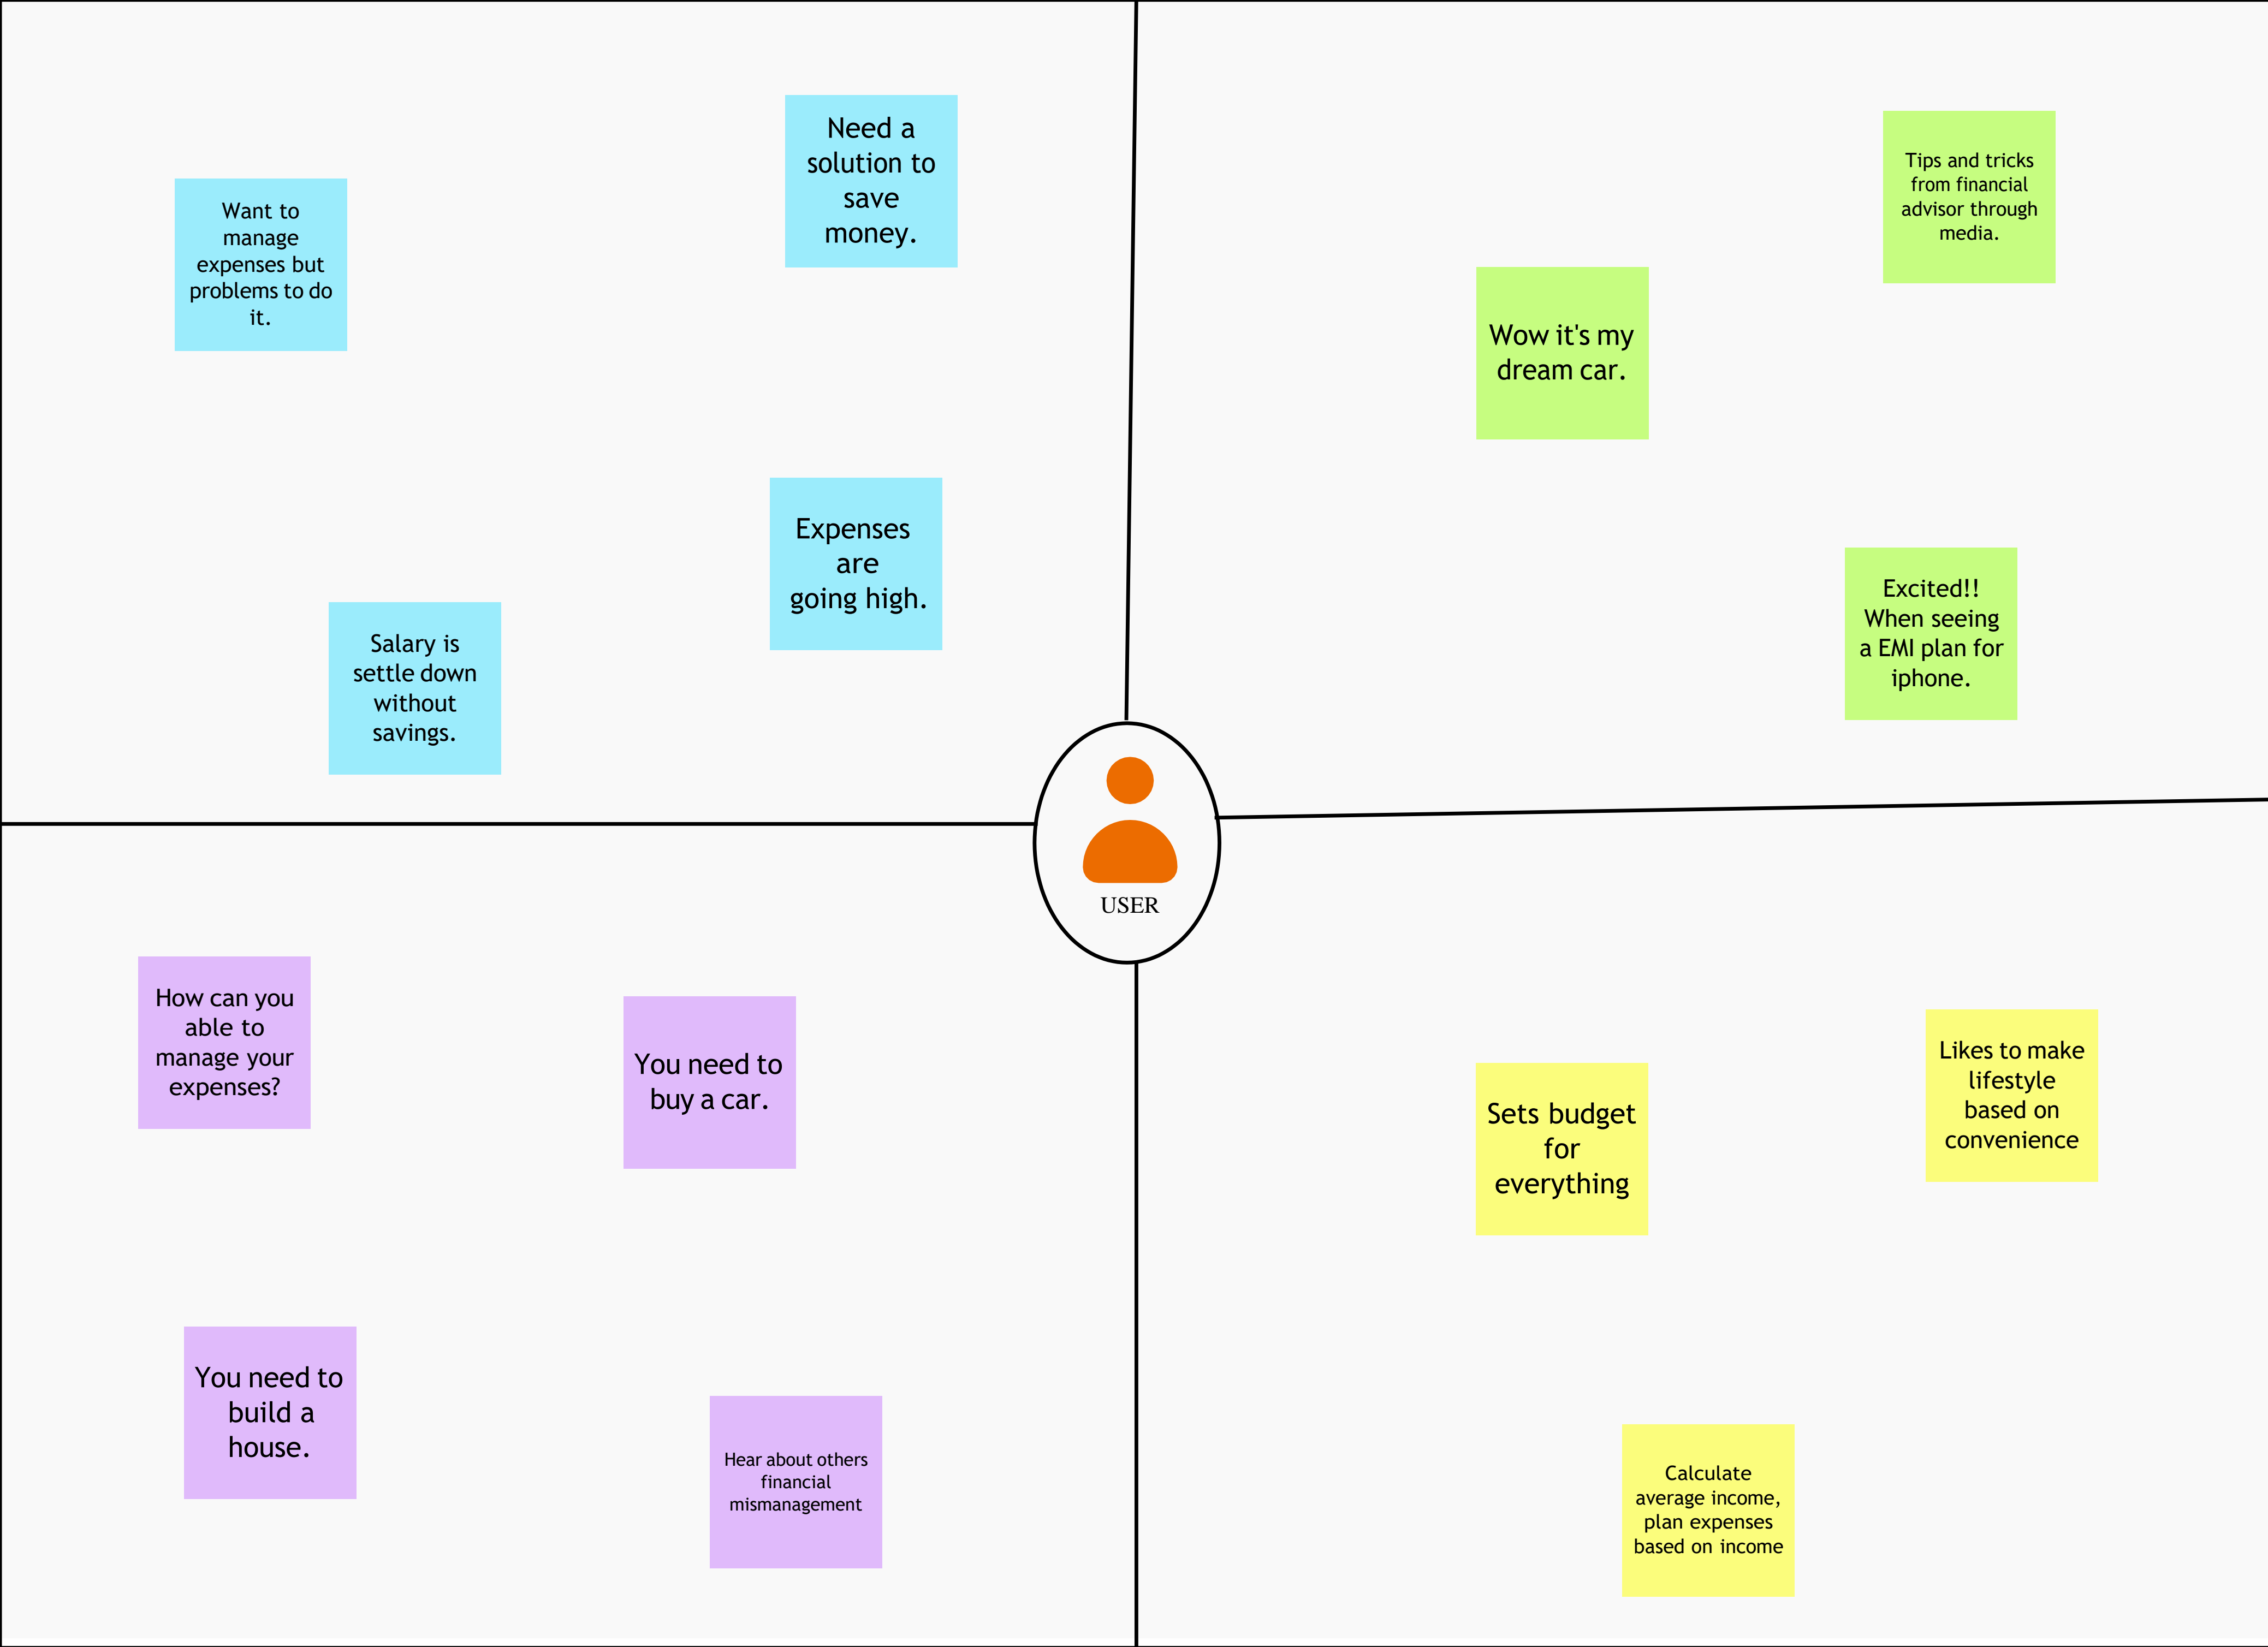 Want to
manage
expenses but
problems to do
it.
Need a
solution to
save
money.
Salary is
settle down
without
savings.
Expenses
are
going high.
Tips and tricks
from financial
advisor through
media.
Wow it's my
dream car.
Excited!!
When seeing
a EMI plan for
iphone.
USER
How can you
able to
manage your
expenses?
You need to
buy a car.
You need to
build a
house.
Hear about others
financial
mismanagement
Sets budget
for
everything
Likes to make
lifestyle
based on
convenience
Calculate
average income,
plan expenses
based on income